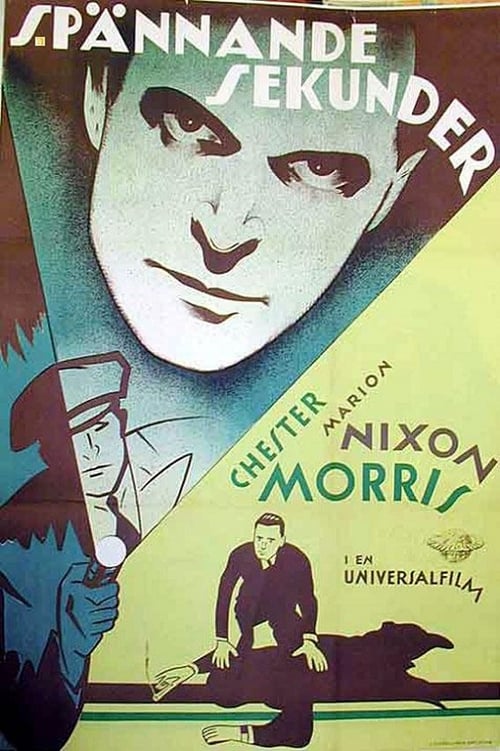 SPÄNNANDE
SEKUNDER
CHESTER
MORRIS
MARION
NIXON
I EN
UNIVERSALFILM